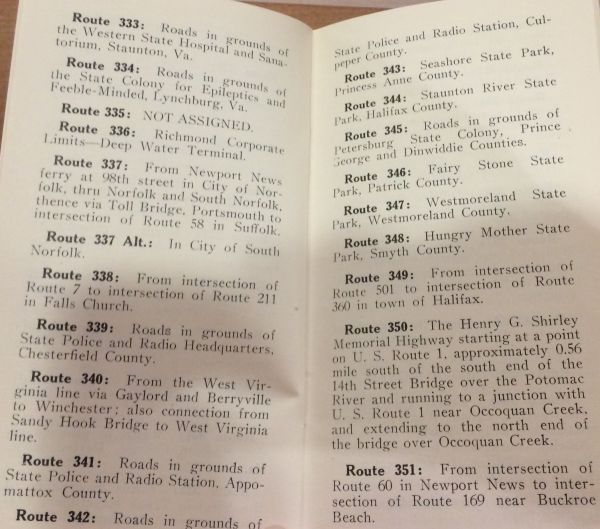 Route 333: Roads in grounds of
the Western State Hospital and Sana-
torium, Staunton, Va.
Route 334: Roads in grounds of
the State Colony for Epileptics and
Feeble-Minded, Lynchburg, Va.
Route 335: NOT ASSIGNED.
Route 336: Richmond Corporate
Limits—Deep Water Terminal.
Route 337: From Newport News
ferry at 98th street in City of Nor-
folk, thru Norfolk and South Norfolk,
thence via Toll Bridge, Portsmouth to
intersection of Route 58 in Suffolk.
Route 337 Alt.: In City of South
Norfolk.
Route 338: From intersection of
Route 7 to intersection of Route 211
in Falls Church.
Route 339: Roads in grounds of
State Police and Radio Headquarters,
Chesterfield County.
Route 340: From the West Vir-
ginia line via Gaylord and Berryville
to Winchester; also connection from
Sandy Hook Bridge to West Virginia
line.
Route 341: Roads in grounds of
State Police and Radio Station, Appo-
mattox County.
Route 342: Roads in grounds of
State Police and Radio Station, Cul-
peper County.
Route 343: Seashore State Park,
Princess Anne County.
Route 344: Staunton River State
Park, Halifax County.
Route 345: Roads in grounds of
Petersburg State Colony, Prince
George and Dinwiddie Counties.
Route 346: Fairy Stone State
Park, Patrick County.
Route 347: Westmoreland State
Park, Westmoreland County.
Route 348: Hungry Mother State
Park, Smyth County.
Route 349: From intersection of
Route 501 to intersection of Route
360 in town of Halifax.
Route 350: The Henry G. Shirley
Memorial Highway starting at a point
on U. S. Route 1, approximately 0.56
mile south of the south end of the
14th Street Bridge over the Potomac
River and running to a junction with
U. S. Route 1 near Occoquan Creek,
and extending to the north end of
the bridge over Occoquan Creek.
Route 351: From intersection of
Route 60 in Newport News to inter-
section of Route 169 near Buckroe
Beach.